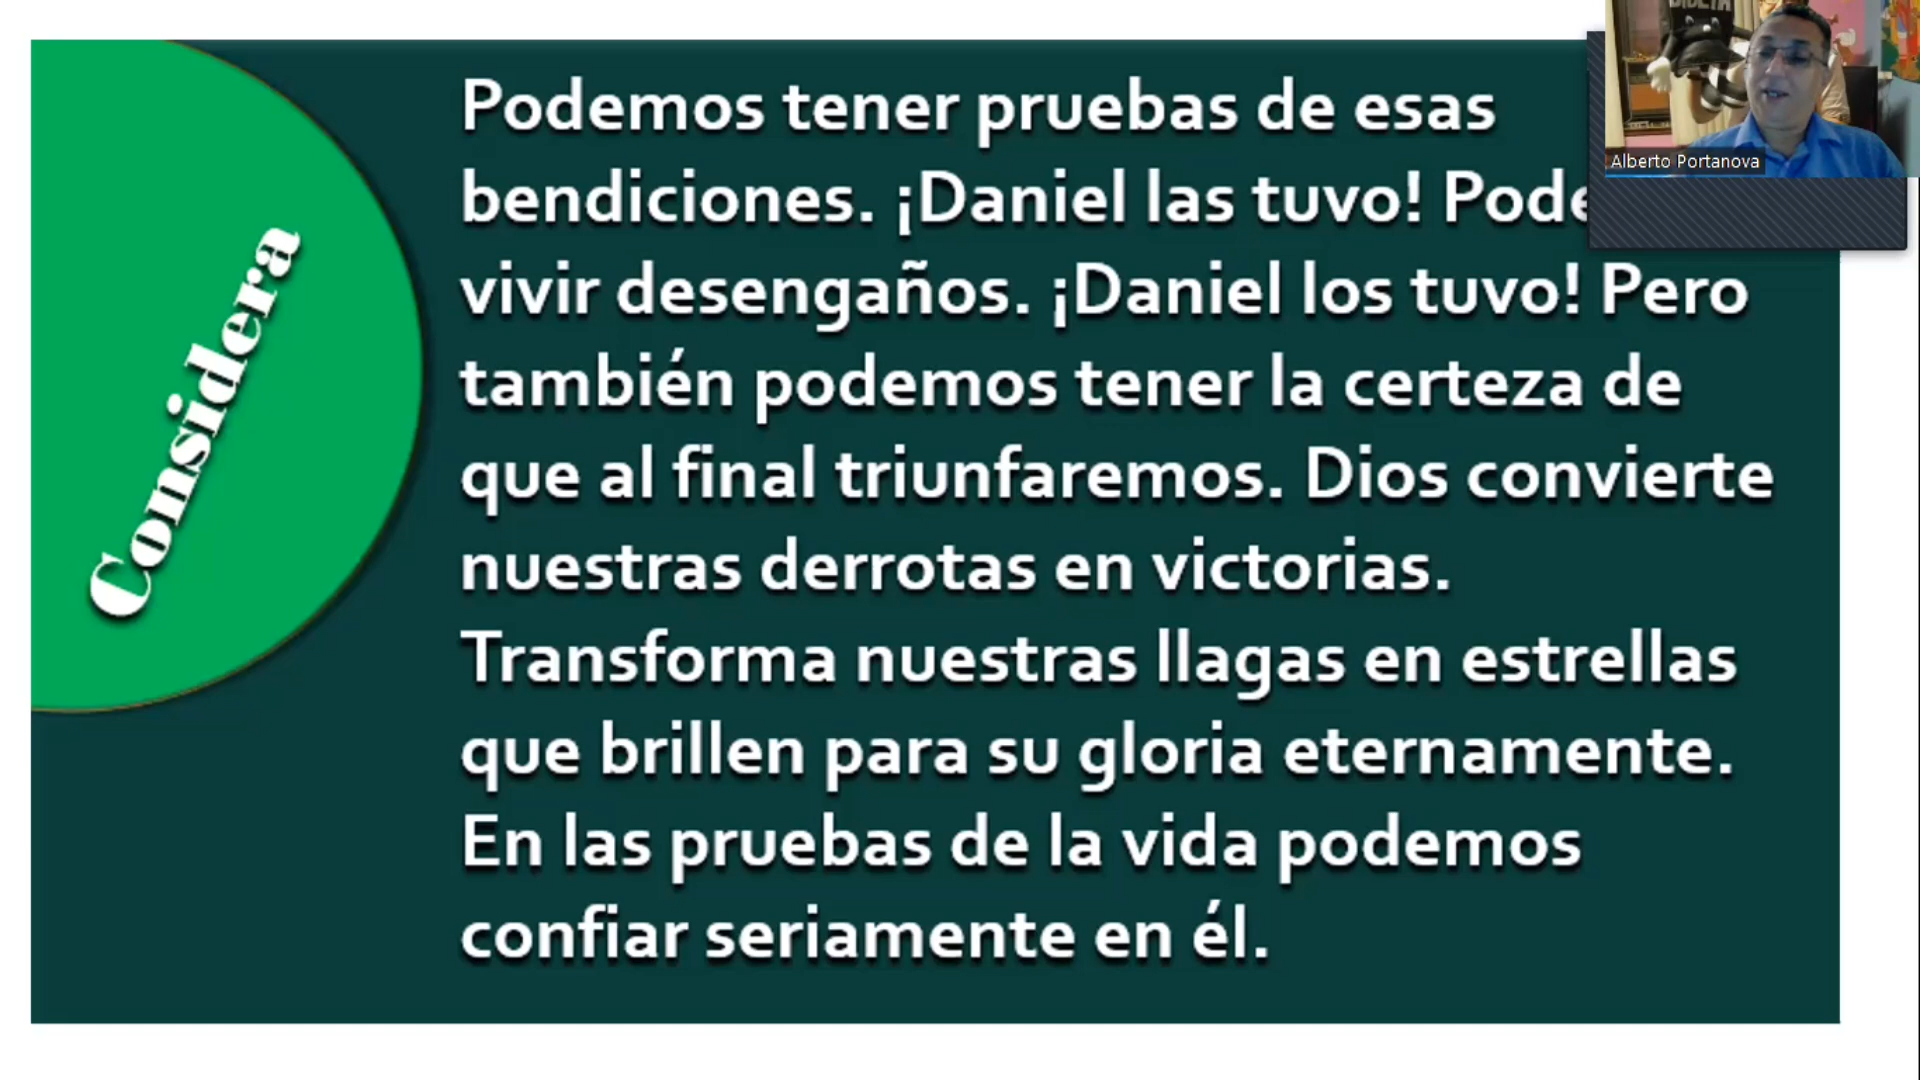 Considera
Podemos tener pruebas de esas
bendiciones. ¡Daniel las tuvo!
vivir desengaños. ¡Daniel los tuvo! Pero
también podemos tener la certeza de
que al final triunfaremos. Dios convierte
nuestras derrotas en victorias.
Transforma nuestras llagas en estrellas
que brillen para su gloria eternamente.
En las pruebas de la vida podemos
confiar seriamente en él.
Alberto Portanova